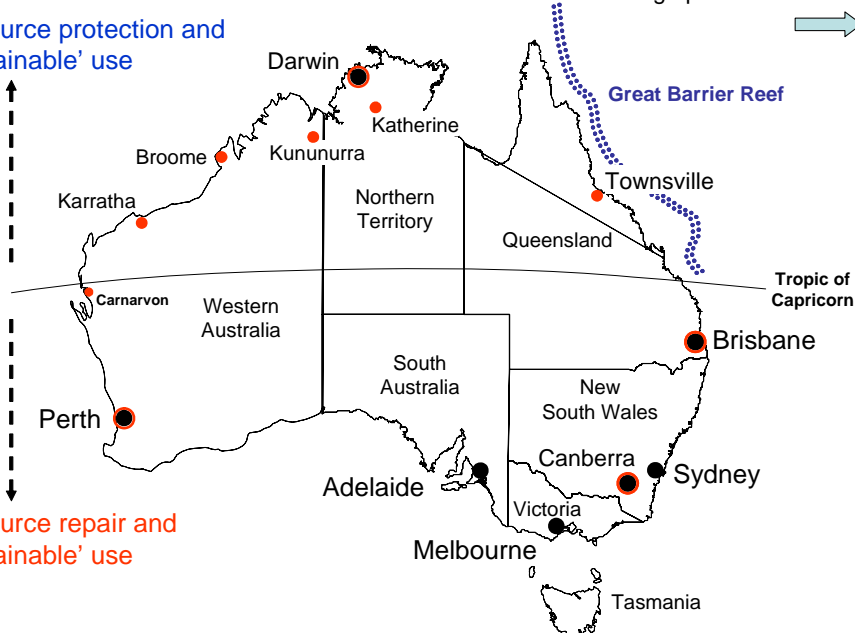 ource protection and
ainable' use
Darwin
Great Barrier Reef
Katherine
Kununurra
Broome
Townsville
Karratha
Northern
Territory
Queensland
Tropic of
Capricorn
Carnarvon
Western
Australia
Brisbane
South
Australia
New
South Wales
Perth
Canberra
Sydney
Adelaide
Victoria
ource repair and
ainable' use
Melbourne
Tasmania